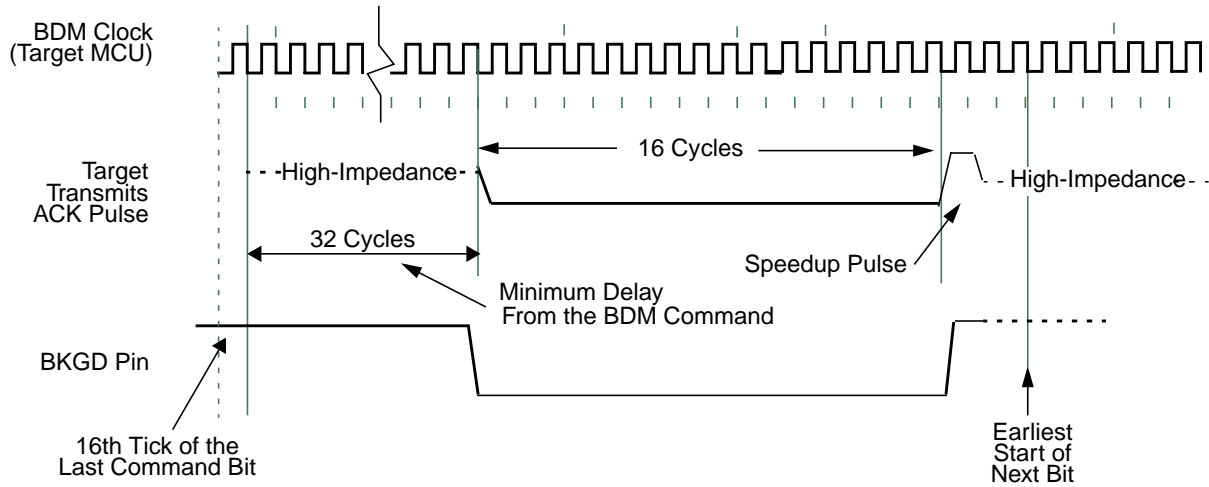 BDM Clock
(Target MCU)
16 Cycles
Target
Transmits
ACK Pulse
High-Impedance
High-Impedance
32 Cycles
Speedup Pulse
Minimum Delay
From the BDM Command
BKGD Pin
16th Tick of the
Last Command Bit
Earliest
Start of
Next Bit